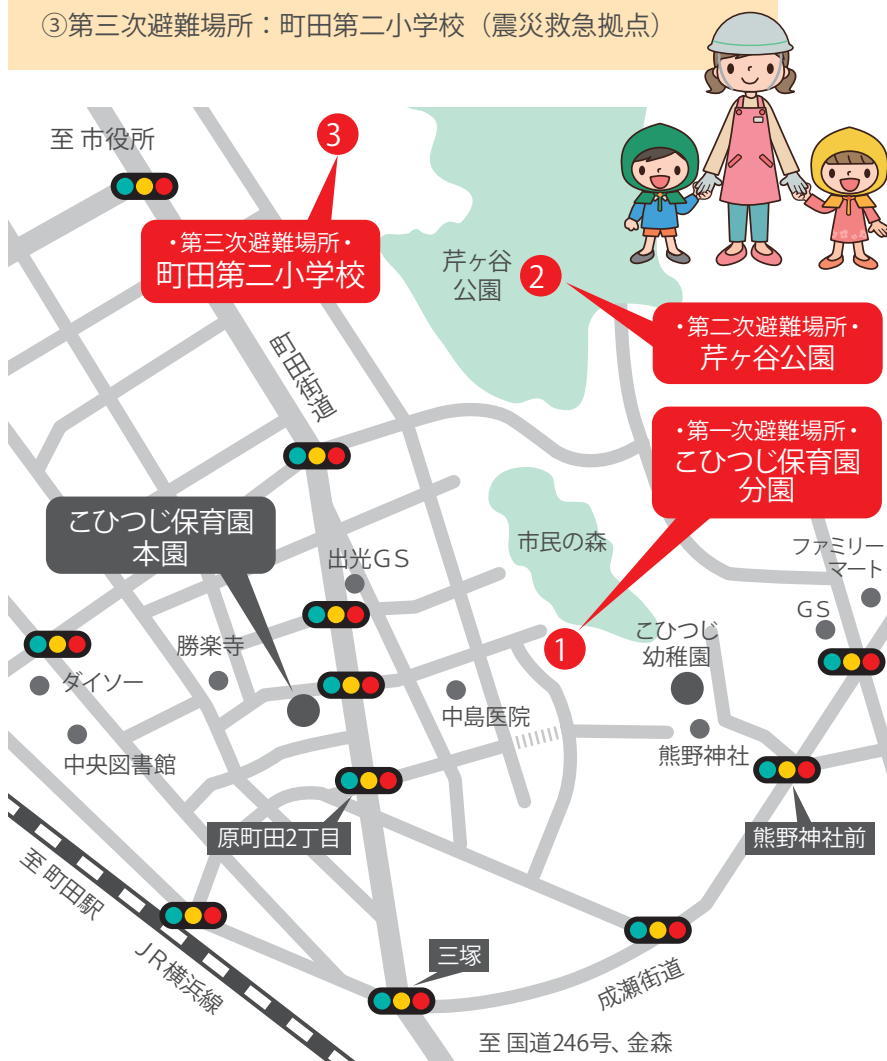 ③第三次避難場所：町田第二小学校（震災救急拠点）
至 市役所
3
・第三次避難場所・
町田第二小学校
芹ヶ谷
公園
2
・第二次避難場所・
芹ヶ谷公園
町田街道
・第一次避難場所・
こひつじ保育園
分園
こひつじ保育園
本園
出光GS
市民の森
ファミリー
マート
GS
勝楽寺
1
こひつじ
幼稚園
ダイソー
中島医院
中央図書館
熊野神社
原町田2丁目
熊野神社前
至 町田駅
JR横浜線
三塚
成瀬街道
至 国道246号、金森